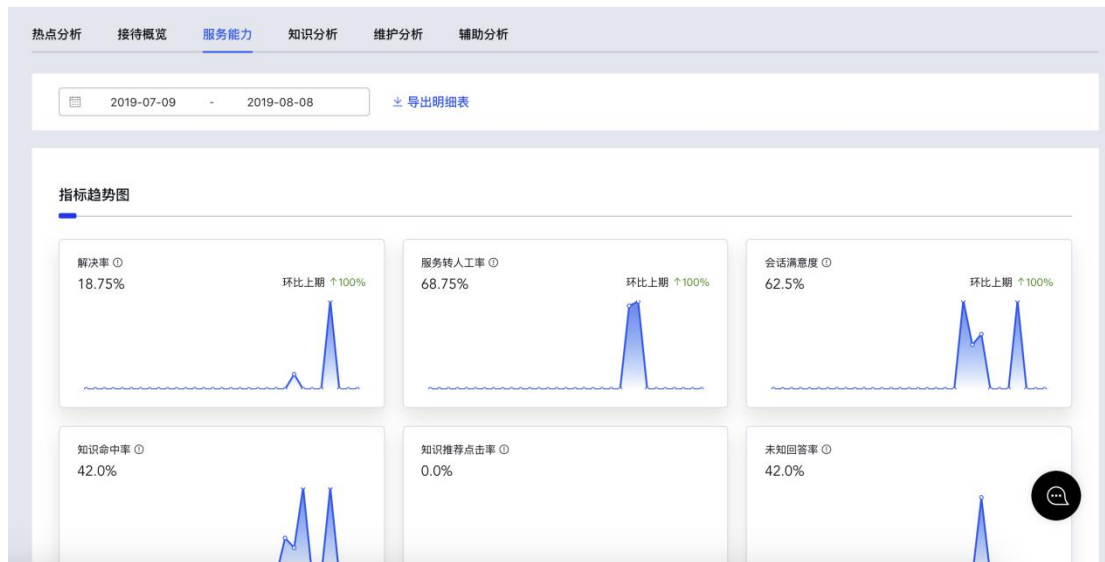 热点分析 接待概览 服务能力 知识分析 维护分析 辅助分析
2019-07-09 - 2019-08-08 导出明细表
指标趋势图
解决率
18.75% 环比上期 ↑100%
服务转人工率
68.75% 环比上期 ↑100%
会话满意度
62.5% 环比上期 ↑100%
知识命中率
42.0%
知识推荐点击率
0.0%
未知回答率
42.0%